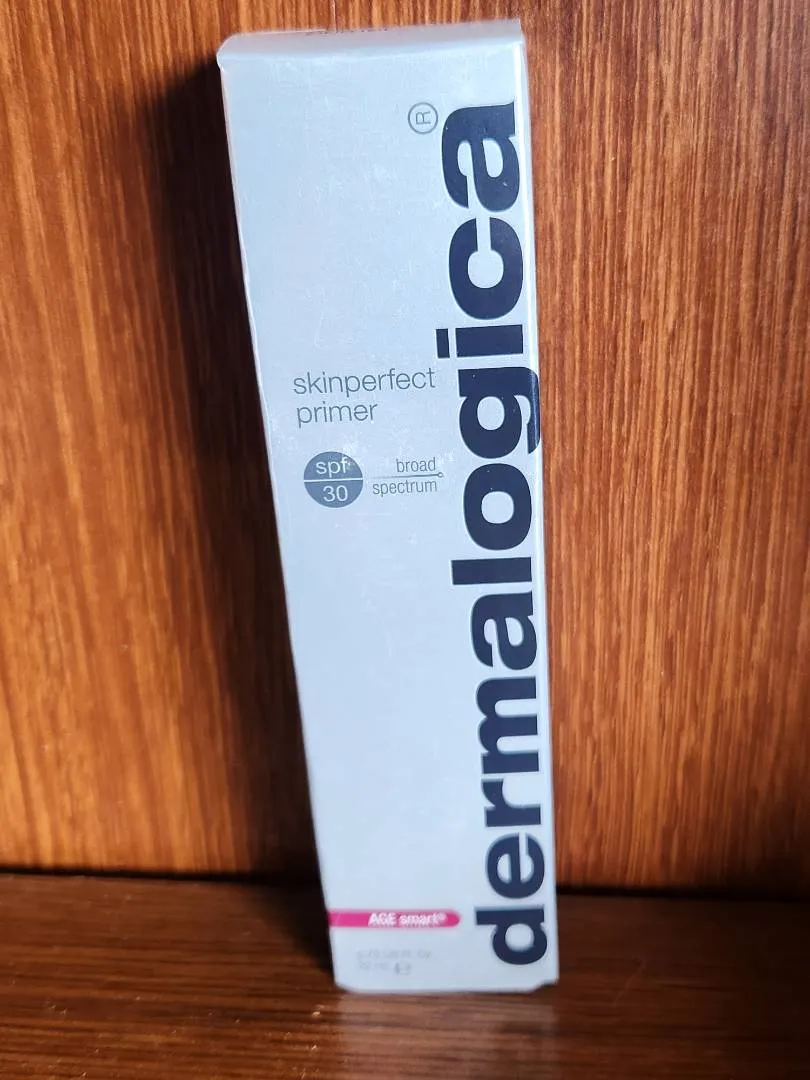 dermalogica®
skinperfect
primer
spf
30
broad
spectrum
AGE smart®